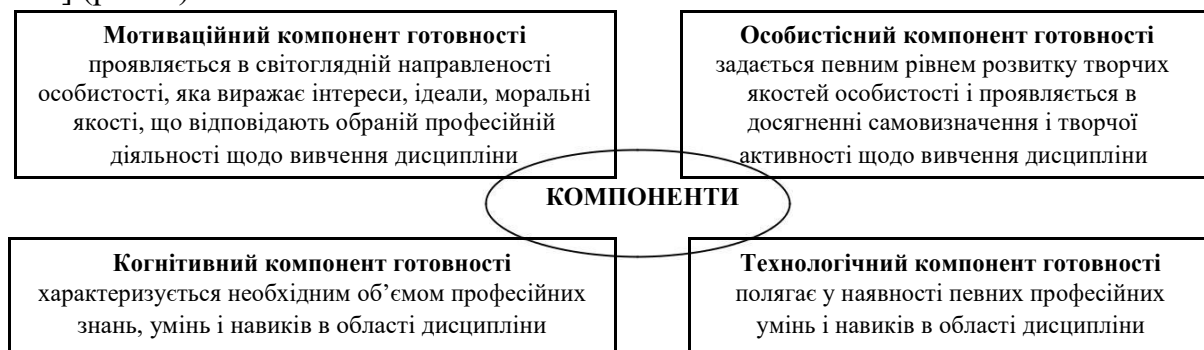 Мотиваційний компонент готовності
проявляється в світоглядній направленості
особистості, яка виражає інтереси, ідеали, моральні
якості, що відповідають обраній професійній
діяльності щодо вивчення дисципліни
Особистісний компонент готовності
задається певним рівнем розвитку творчих
якостей особистості і проявляється в
досягненні самовизначення і творчої
активності щодо вивчення дисципліни
КОМПОНЕНТИ
Когнітивний компонент готовності
характеризується необхідним об’ємом професійних
знань, умінь і навиків в області дисципліни
Технологічний компонент готовності
полягає у наявності певних професійних
умінь і навиків в області дисципліни